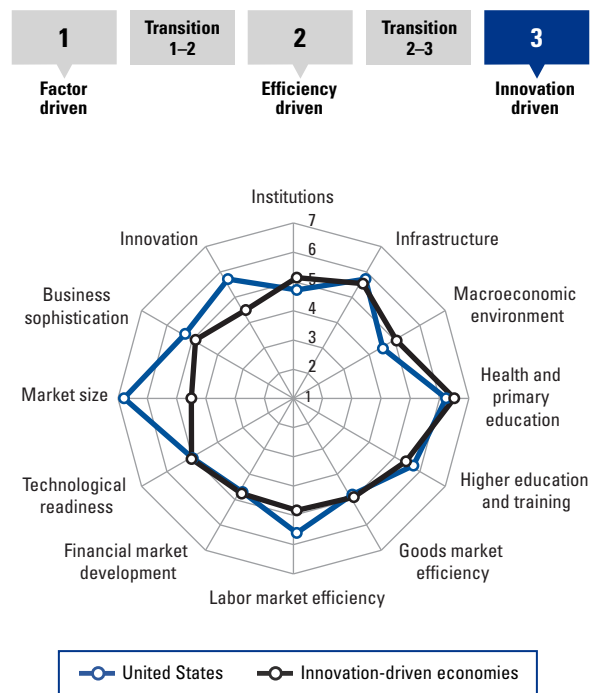 1
Transition
1–2
2
Transition
2–3
3
Factor
driven
Efficiency
driven
Innovation
driven
Institutions
7
Innovation
Infrastructure
6
5
Business
sophistication
Macroeconomic
environment
4
3
2
Market size
1
Health and
primary
education
Technological
readiness
Higher education
and training
Financial market
development
Goods market
efficiency
Labor market efficiency
United States
Innovation-driven economies